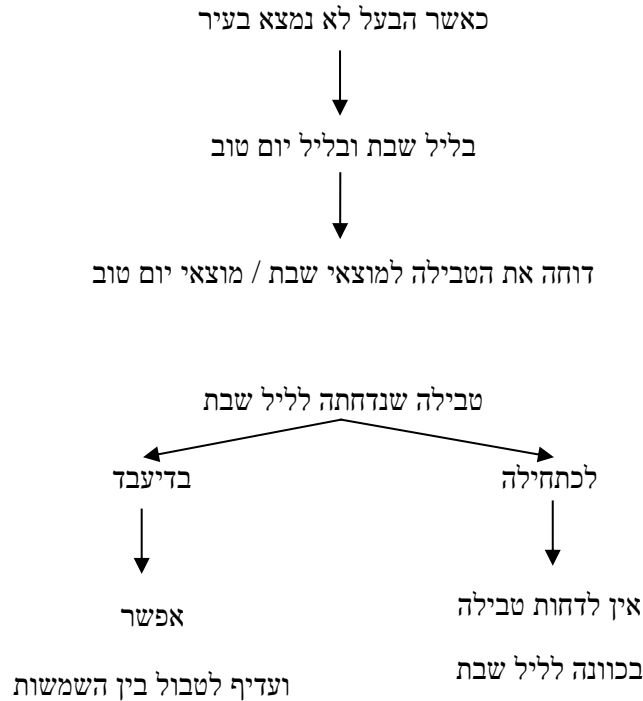 כאשר הבעל לא נמצא בעיר
בליל שבת ובליל יום טוב
דוחה את הטבילה למוצאי שבת / מוצאי יום טוב
טבילה שנדחתה לליל שבת
לכתחילה
בדיעבד
אין לדחות טבילה
בכוונה לליל שבת
אפשר
ועדיף לטבול בין השמשות